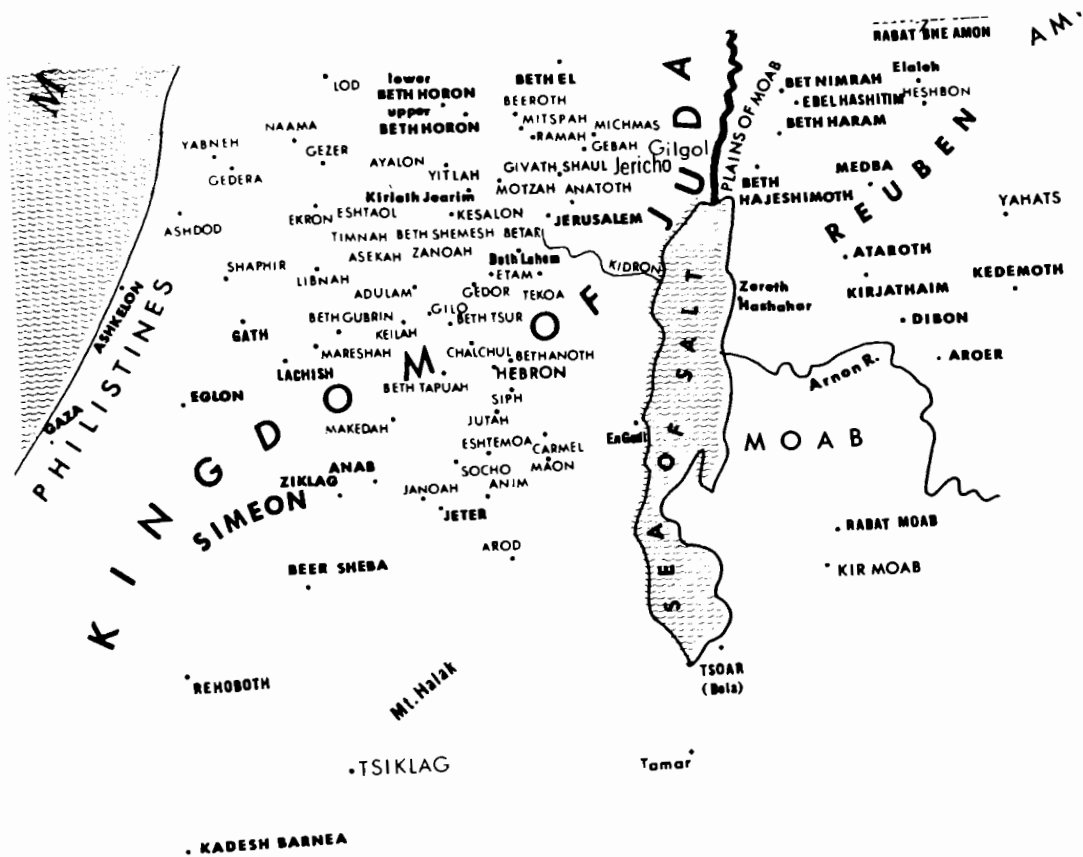 RABAT BNE AMON
AM.
M
LOD
lower
BETH HORON
upper
BETH HORON
BETH EL
BEEROTH
MITSPAH
RAMAH
MICHMAS
GEBAH
Gilgol
Jericho
PLAINS OF MOAB
BET NIMRAH
Elaleh
EBEL HASHITIM
HESHBON
BETH HARAM
YABNEH
NAAMA
GEZER
GEDERA
AYALON
YITLAH
GIVATH SHAUL
MOTZAH
ANATOTH
BETH
HAJESHIMOTH
MEDBA
REUBEN
YAHATS
Kiriath Jearim
ASHDOD
EKRON
ESHTAOL
KESALON
JERUSALEM
TIMNAH
BETH SHEMESH
BETAR
ASEKAH
ZANOAH
Beth Lehem
KIDRON
ATAROTH
SHAPHIR
LIBNAH
ETAM
KEDEMOTH
ADULAM
GEDOR
TEKOA
Zereth
Hashahar
KIRJATHAIM
ASHKELON
BETH GUBRIN
GILO
BETH TSUR
DIBON
GATH
KEILAH
MARESHAH
CHALCHUL
BETHANOTH
AROER
Arnon R.
LACHISH
HEBRON
BETH TAPUAH
EGLON
SIPH
GAZA
PHILISTINES
MAKEDAH
JUTAH
En Gedi
MOAB
ESHTEMOA
CARMEL
SOCHO
MAON
ANAB
ZIKLAG
JANOAH
ANIM
SIMEON
JETER
RABAT MOAB
AROD
KIR MOAB
BEER SHEBA
KINGDOM OF JUDA
SEA OF SALT
TSOAR
(Bela)
REHOBOTH
Mt. Halak
TSIKLAG
Tamar
KADESH BARNEA